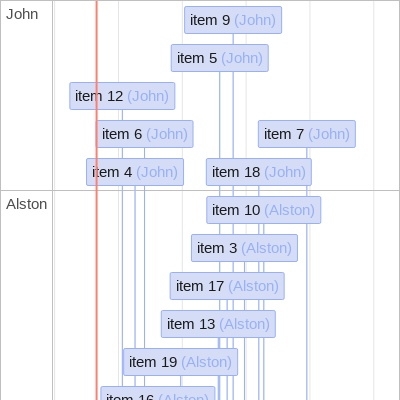 John
item 9 (John)
item 5 (John)
item 12 (John)
item 6 (John)
item 7 (John)
item 4 (John)
item 18 (John)
Alston
item 10 (Alston)
item 3 (Alston)
item 17 (Alston)
item 13 (Alston)
item 19 (Alston)
item 16 (Alston)